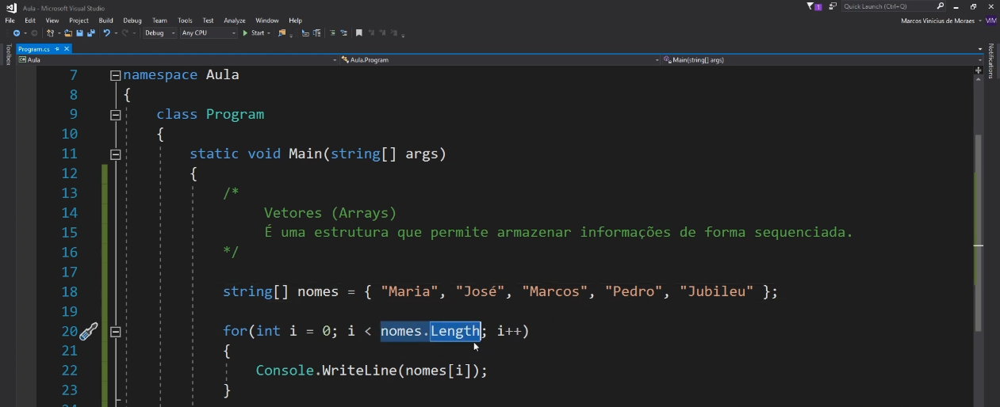 Aula - Microsoft Visual Studio
1
Quick Launch (Ctrl+Q)
File Edit View Project Build Debug Team Tools Test Analyze Window Help
Marcos Vinicius de Moraes
VM
Debug Any CPU Start
Toolbox
Program.cs
Notifications
Aula Aula.Program Main(string[] args)
7 namespace Aula
8 {
9 class Program
10 {
11 static void Main(string[] args)
12 {
13 /*
14 Vetores (Arrays)
15 É uma estrutura que permite armazenar informações de forma sequenciada.
16 */
17
18 string[] nomes = { "Maria", "José", "Marcos", "Pedro", "Jubileu" };
19
20 for(int i = 0; i < nomes.Length; i++)
21 {
22 Console.WriteLine(nomes[i]);
23 }